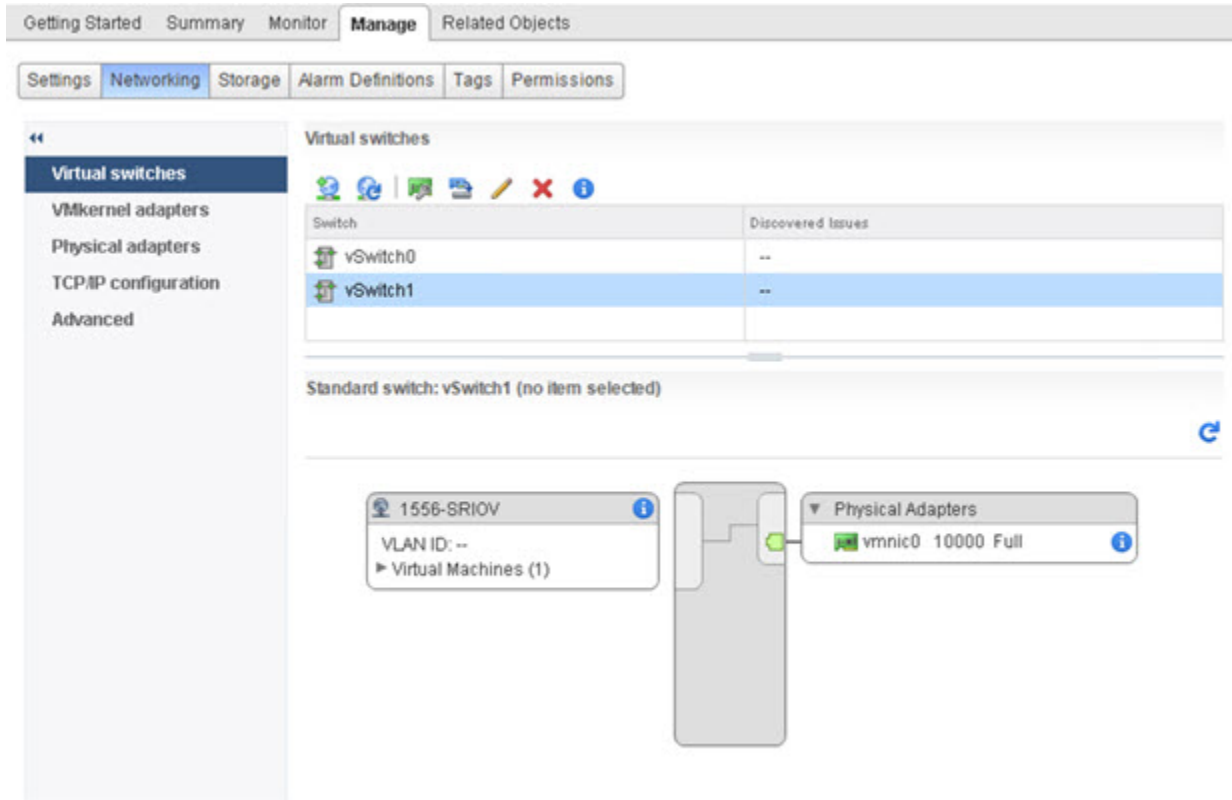 Getting Started Summary Monitor Manage Related Objects
Settings Networking Storage Alarm Definitions Tags Permissions
Virtual switches
Virtual switches
VMkernel adapters
Physical adapters
TCP/IP configuration
Advanced
Switch Discovered Issues
vSwitch0 --
vSwitch1 --
Standard switch: vSwitch1 (no item selected)
1556-SRIOV
VLAN ID: --
Virtual Machines (1)
Physical Adapters
vmnic0 10000 Full